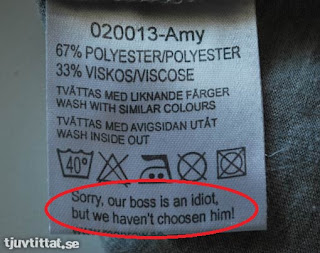 020013-Amy
67% POLYESTER/POLYESTER
33% VISKOS/VISCOSE
TVÄTTAS MED LIKNANDE FÄRGER
WASH WITH SIMILAR COLOURS
TVÄTTAS MED AVIGSIDAN UTÅT
WASH INSIDE OUT
40°
Sorry, our boss is an idiot,
but we haven't choosen him!
tjuvtittat.se